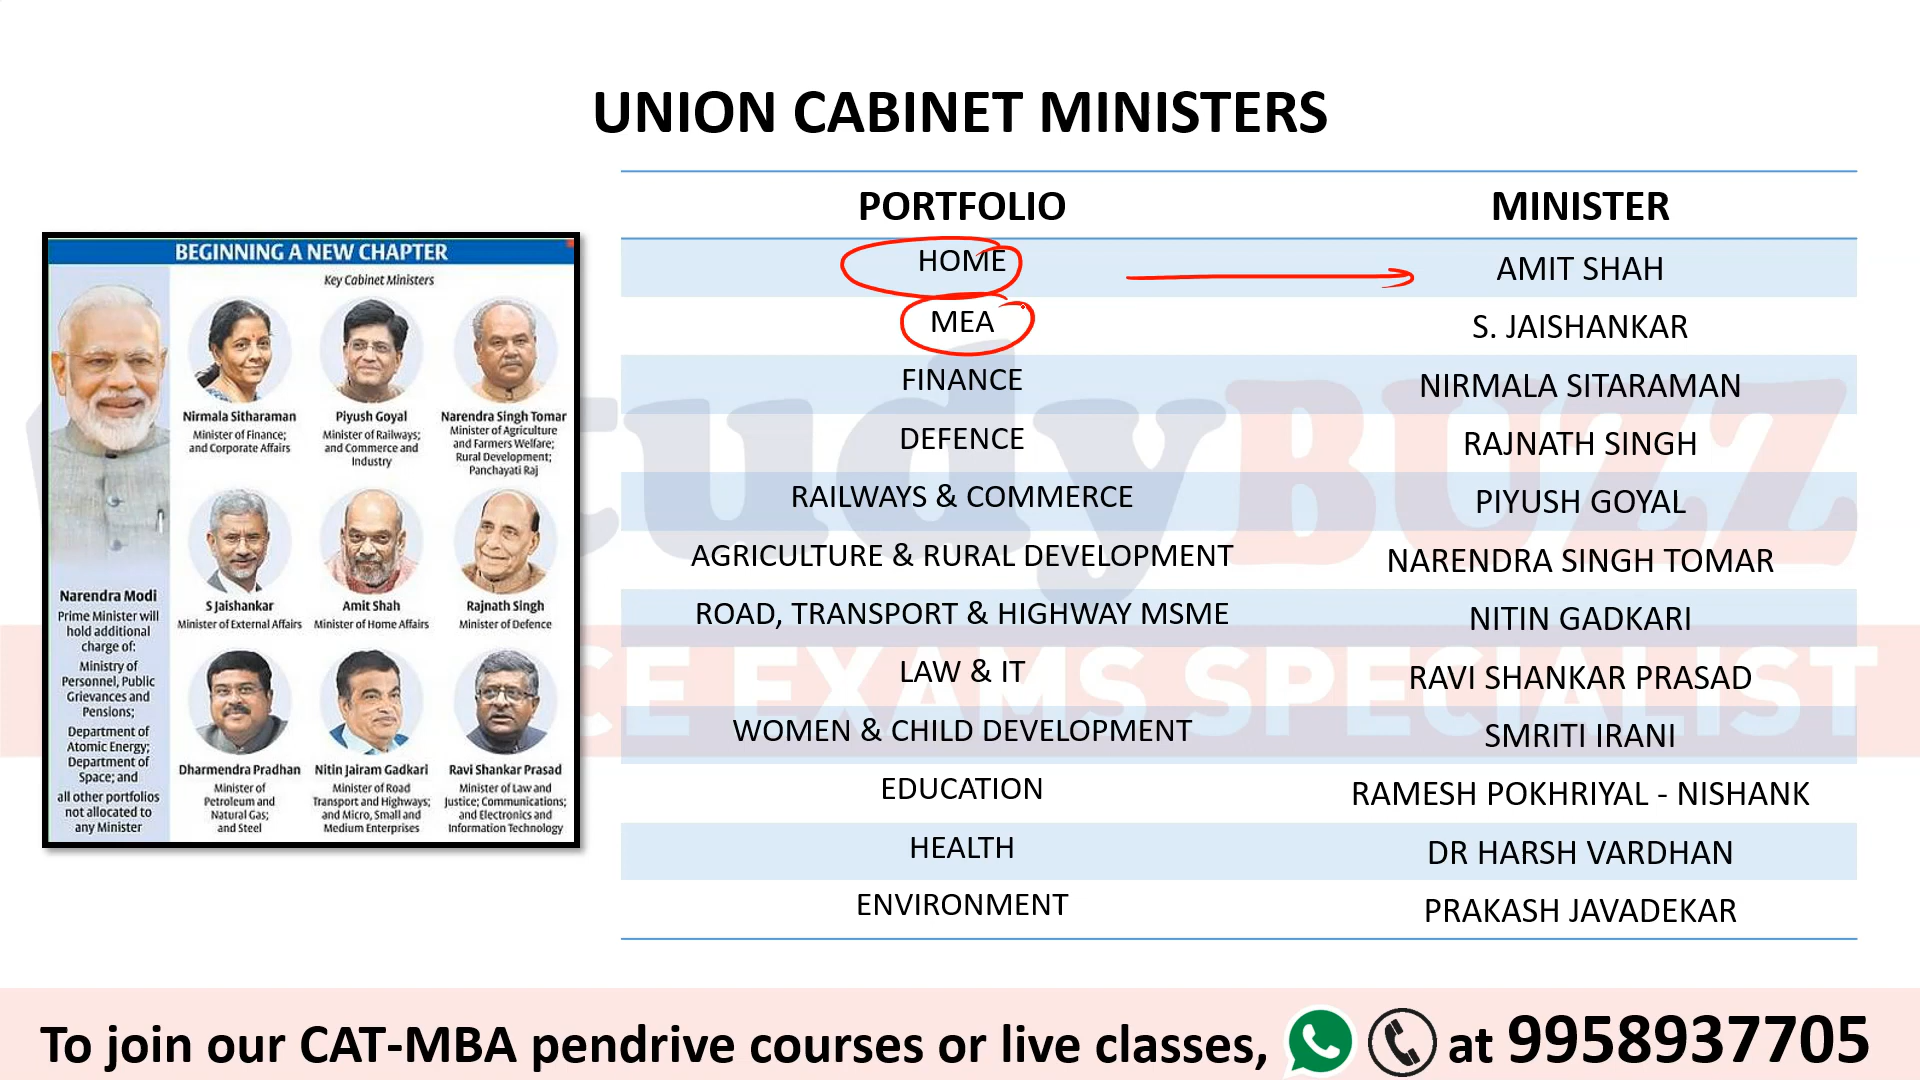 UNION CABINET MINISTERS
BEGINNING A NEW CHAPTER
Key Cabinet Ministers
Nirmala Sitharaman
Minister of Finance;
and Corporate Affairs
Piyush Goyal
Minister of Railways;
and Commerce and
Industry
Narendra Singh Tomar
Minister of Agriculture
and Farmers Welfare;
Rural Development;
Panchayati Raj
S Jaishankar
Minister of External Affairs
Amit Shah
Minister of Home Affairs
Rajnath Singh
Minister of Defence
Narendra Modi
Prime Minister will
hold additional
charge of:
Ministry of
Personnel, Public
Grievances and
Pensions;
Department of
Atomic Energy;
Department of
Space; and
all other portfolios
not allocated to
any Minister
Dharmendra Pradhan
Minister of
Petroleum and
Natural Gas;
and Steel
Nitin Jairam Gadkari
Minister of Road
Transport and Highways;
and Micro, Small and
Medium Enterprises
Ravi Shankar Prasad
Minister of Law and
Justice; Communications;
and Electronics and
Information Technology
PORTFOLIO MINISTER
HOME AMIT SHAH
MEA S. JAISHANKAR
FINANCE NIRMALA SITARAMAN
DEFENCE RAJNATH SINGH
RAILWAYS & COMMERCE PIYUSH GOYAL
AGRICULTURE & RURAL DEVELOPMENT NARENDRA SINGH TOMAR
ROAD, TRANSPORT & HIGHWAY MSME NITIN GADKARI
LAW & IT RAVI SHANKAR PRASAD
WOMEN & CHILD DEVELOPMENT SMRITI IRANI
EDUCATION RAMESH POKHRIYAL - NISHANK
HEALTH DR HARSH VARDHAN
ENVIRONMENT PRAKASH JAVADEKAR
tudyBUZZ
CE EXAMS SPECIALIST
To join our CAT-MBA pendrive courses or live classes, at 9958937705